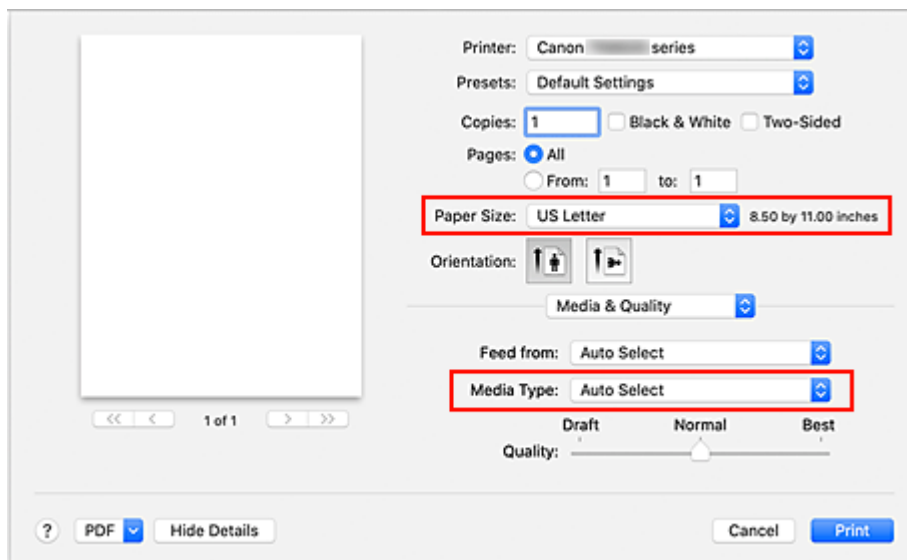 Printer: Canon series
Presets: Default Settings
Copies: 1 Black & White Two-Sided
Pages: All
From: 1 to: 1
Paper Size: US Letter 8.50 by 11.00 inches
Orientation:
Media & Quality
Feed from: Auto Select
Media Type: Auto Select
<< < 1 of 1 > >>
Draft Normal Best
Quality:
? PDF Hide Details Cancel Print